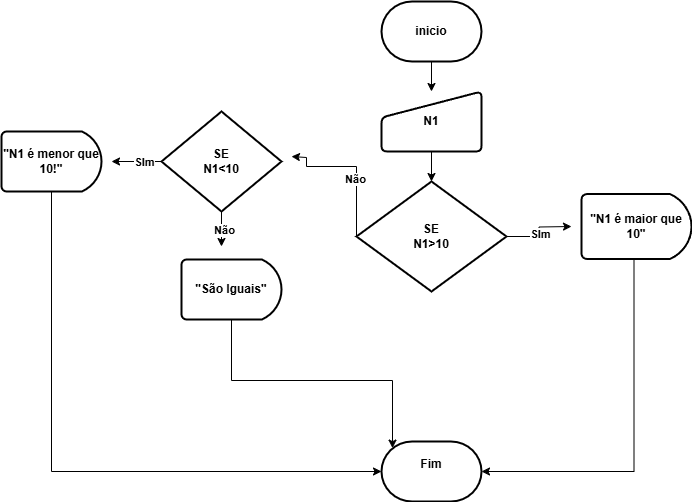 inicio
N1
SE
N1>10
Não
SIm
"N1 é maior que
10"
SE
N1<10
SIm
"N1 é menor que
10!"
Não
"São Iguais"
Fim